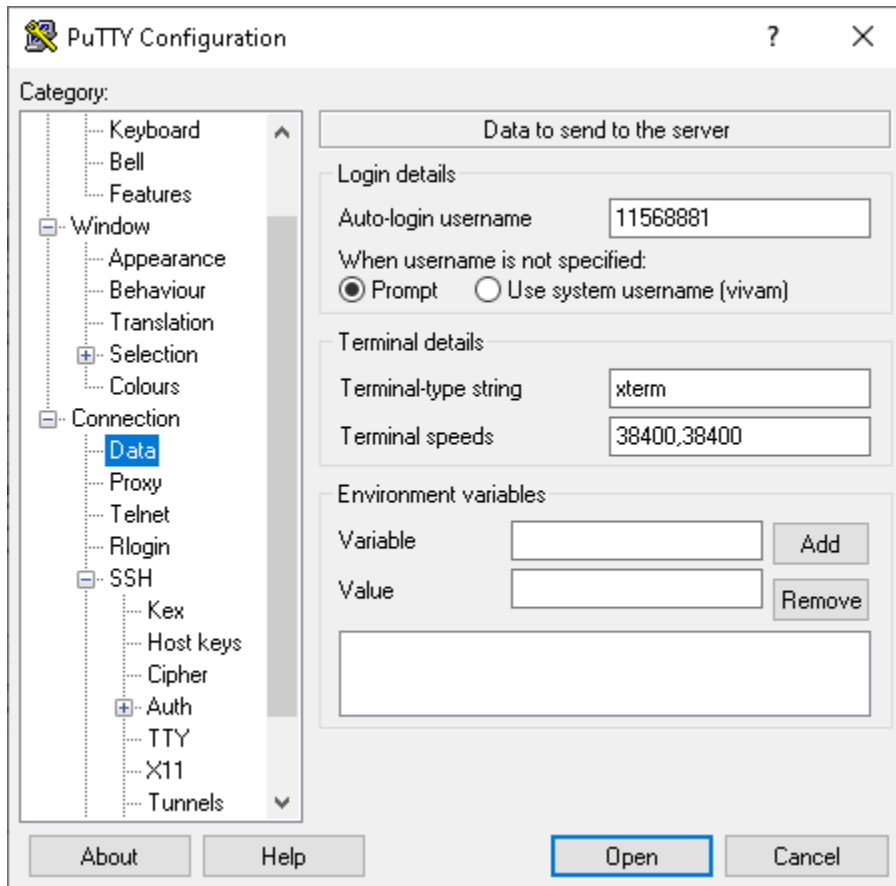 PuTTY Configuration
Category:
Keyboard
Bell
Features
Window
Appearance
Behaviour
Translation
Selection
Colours
Connection
Data
Proxy
Telnet
Rlogin
SSH
Kex
Host keys
Cipher
Auth
TTY
X11
Tunnels
Data to send to the server
Login details
Auto-login username 11568881
When username is not specified:
Prompt Use system username (vivam)
Terminal details
Terminal-type string xterm
Terminal speeds 38400,38400
Environment variables
Variable Add
Value Remove
About Help Open Cancel